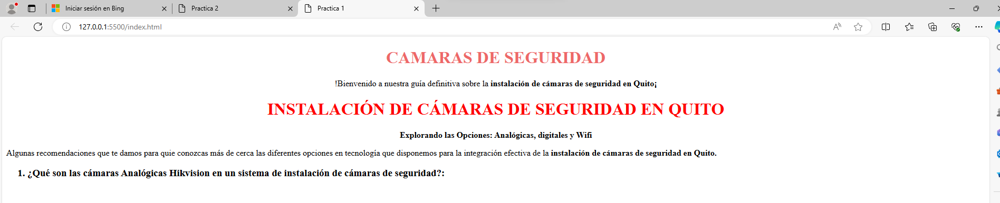 Iniciar sesión en Bing
Practica 2
Practica 1
127.0.0.1:5500/index.html
CAMARAS DE SEGURIDAD
!Bienvenido a nuestra guía definitiva sobre la instalación de cámaras de seguridad en Quito¡
INSTALACIÓN DE CÁMARAS DE SEGURIDAD EN QUITO
Explorando las Opciones: Analógicas, digitales y Wifi
Algunas recomendaciones que te damos para quie conozcas más de cerca las diferentes opciones en tecnología que disponemos para la integración efectiva de la instalación de cámaras de seguridad en Quito.
1. ¿Qué son las cámaras Analógicas Hikvision en un sistema de instalación de cámaras de seguridad?: